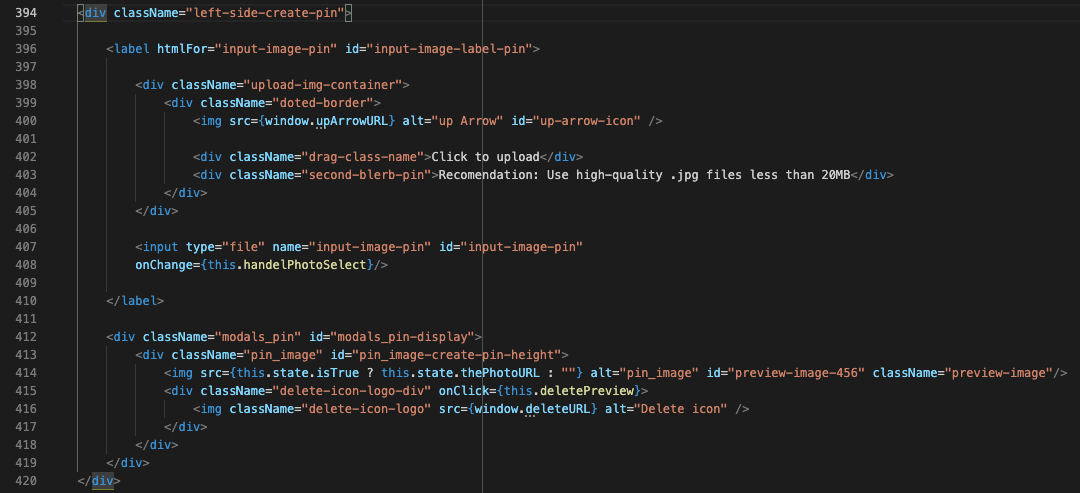 394 <div className="left-side-create-pin">
395
396 <label htmlFor="input-image-pin" id="input-image-label-pin">
397
398 <div className="upload-img-container">
399 <div className="doted-border">
400 <img src={window.upArrowURL} alt="up Arrow" id="up-arrow-icon" />
401
402 <div className="drag-class-name">Click to upload</div>
403 <div className="second-blerb-pin">Recomendation: Use high-quality .jpg files less than 20MB</div>
404 </div>
405 </div>
406
407 <input type="file" name="input-image-pin" id="input-image-pin"
408 onChange={this.handelPhotoSelect}/>
409
410 </label>
411
412 <div className="modals_pin" id="modals_pin-display">
413 <div className="pin_image" id="pin_image-create-pin-height">
414 <img src={this.state.isTrue ? this.state.thePhotoURL : ""} alt="pin_image" id="preview-image-456" className="preview-image"/>
415 <div className="delete-icon-logo-div" onClick={this.deletePreview}>
416 <img className="delete-icon-logo" src={window.deleteURL} alt="Delete icon" />
417 </div>
418 </div>
419 </div>
420 </div>